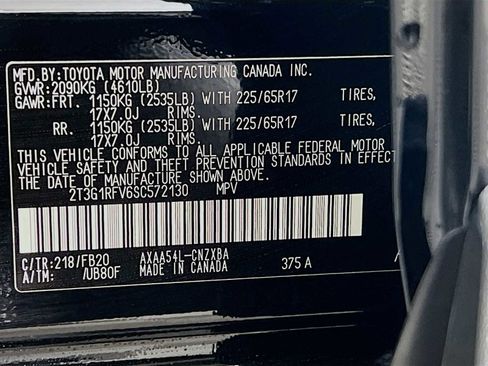 MFD.BY: TOYOTA MOTOR MANUFACTURING CANADA INC.
GVWR: 2090KG (4610LB)
GAWR: FRT. 1150KG (2535LB) WITH 225/65R17 TIRES,
17X7.0J RIMS.
RR. 1150KG (2535LB) WITH 225/65R17 TIRES,
17X7.0J RIMS.
THIS VEHICLE CONFORMS TO ALL APPLICABLE FEDERAL MOTOR
VEHICLE SAFETY AND THEFT PREVENTION STANDARDS IN EFFECT
ON THE DATE OF MANUFACTURE SHOWN ABOVE.
2T3G1RFV6SC572130 MPV
C/TR: 218/FB20 AXAA54L-CNZXBA
A/TM: /UB80F MADE IN CANADA 375 A